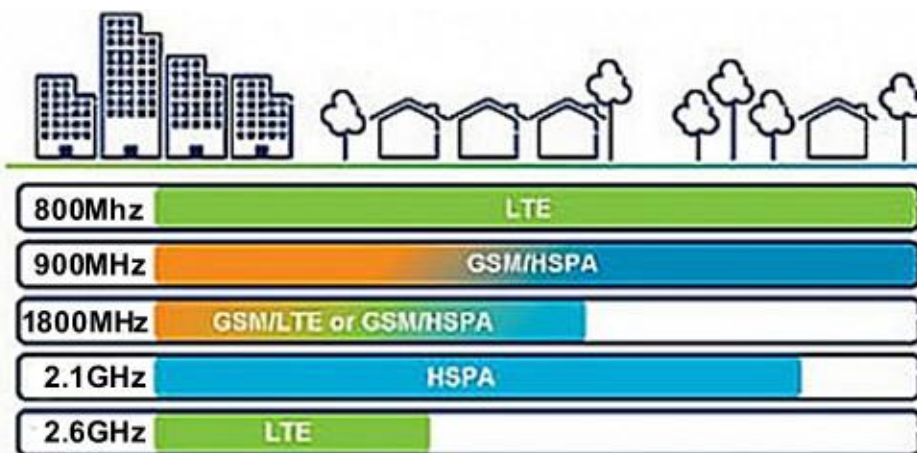 800Mhz LTE
900MHz GSM/HSPA
1800MHz GSM/LTE or GSM/HSPA
2.1GHz HSPA
2.6GHz LTE